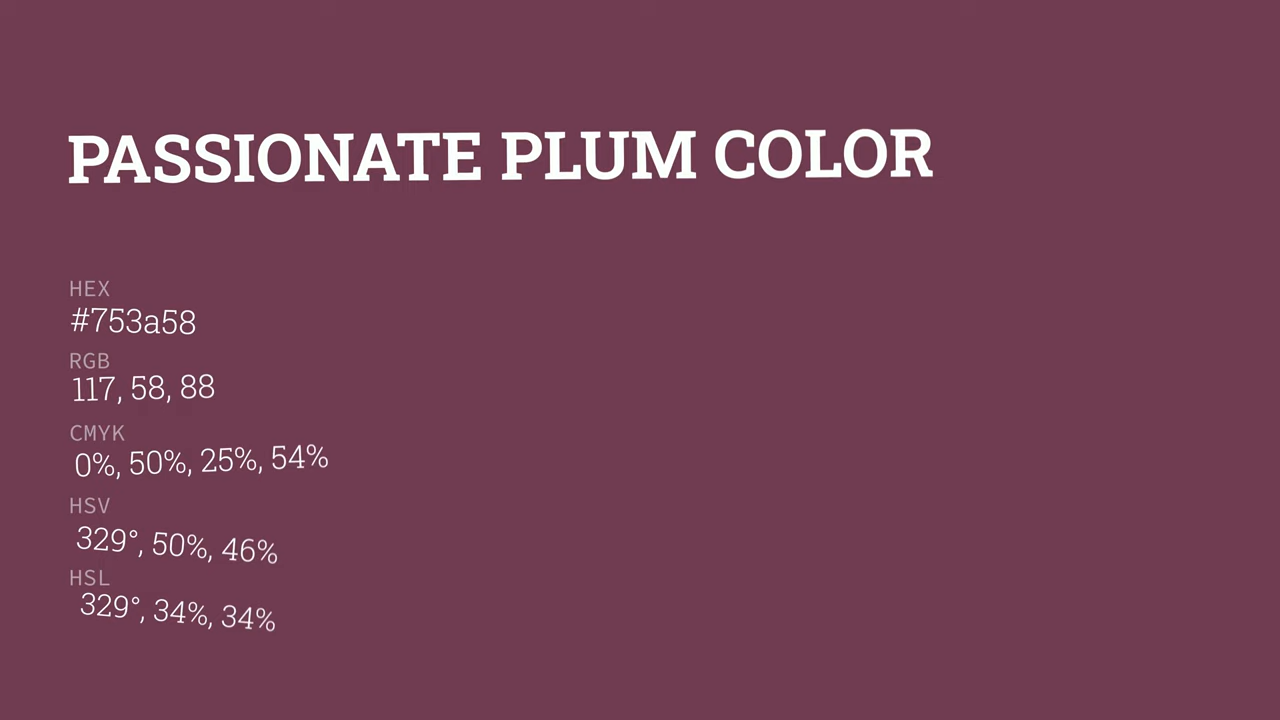 PASSIONATE PLUM COLOR
HEX
#753a58
RGB
117, 58, 88
CMYK
0%, 50%, 25%, 54%
HSV
329°, 50%, 46%
HSL
329°, 34%, 34%